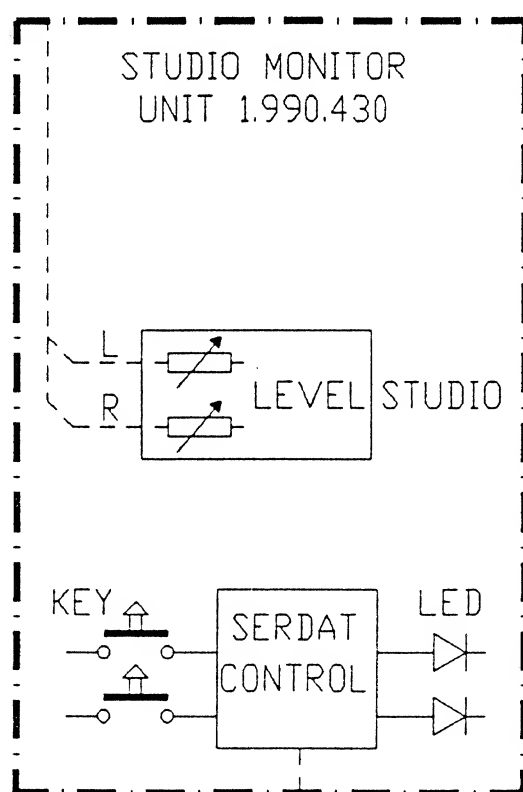 STUDIO MONITOR
UNIT 1.990.430
L
R
LEVEL STUDIO
KEY
SERDAT
CONTROL
LED